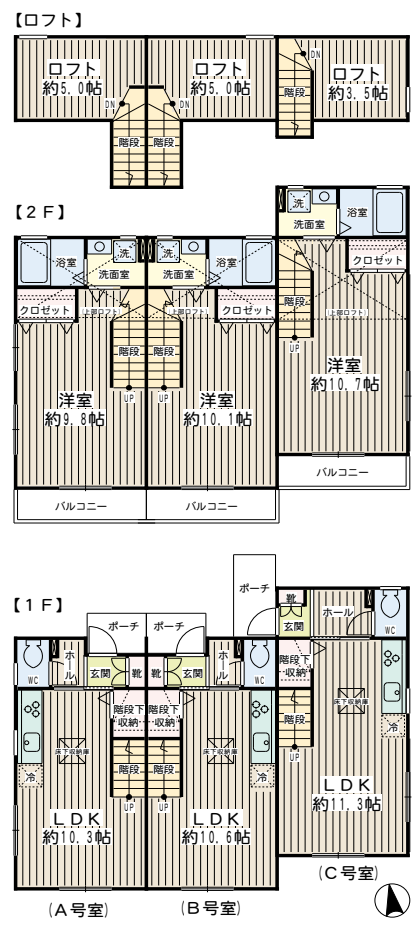 【ロフト】
ロフト
約5.0帖
DN
階段
ロフト
約5.0帖
DN
階段
ロフト
約3.5帖
DN
階段
【2F】
浴室
洗
洗面室
クロゼット
(上部ロフト)
階段
UP
洋室
約9.8帖
バルコニー
洗
洗面室
浴室
(上部ロフト)
クロゼット
階段
UP
洋室
約10.1帖
バルコニー
洗
洗面室
浴室
クロゼット
階段
(上部ロフト)
UP
洋室
約10.7帖
バルコニー
【1F】
ポーチ
WC
ホール
玄関
靴
階段下
収納
床下収納庫
冷
階段
UP
LDK
約10.3帖
(A号室)
ポーチ
靴
玄関
ホール
WC
階段下
収納
床下収納庫
冷
階段
UP
LDK
約10.6帖
(B号室)
ポーチ
靴
玄関
ホール
WC
階段下
収納
床下収納庫
冷
階段
UP
LDK
約11.3帖
(C号室)